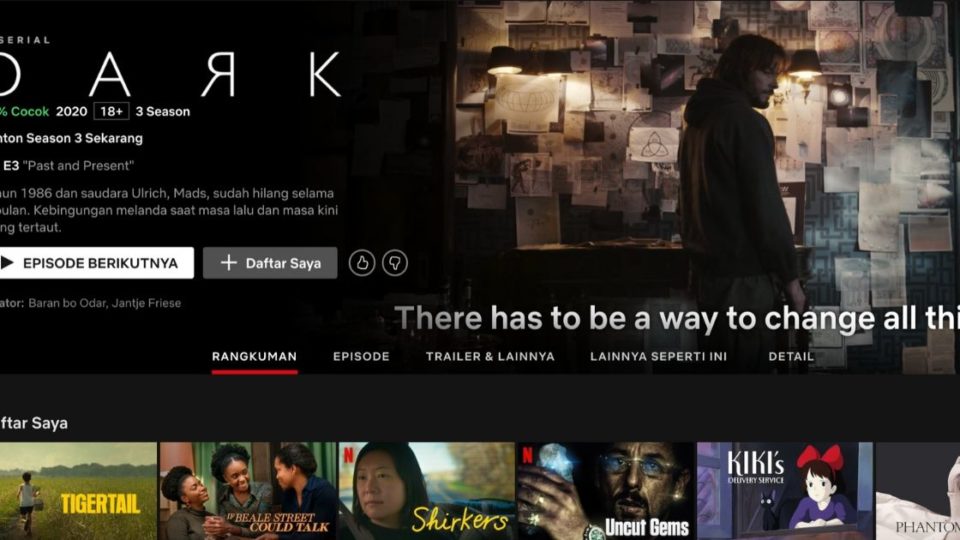 SERIAL
DARK
% Cocok 2020 18+ 3 Season
nton Season 3 Sekarang
E3 "Past and Present"
un 1986 dan saudara Ulrich, Mads, sudah hilang selama
bulan. Kebingungan melanda saat masa lalu dan masa kini
ng tertaut.
EPISODE BERIKUTNYA
+ Daftar Saya
ator: Baran bo Odar, Jantje Friese
There has to be a way to change all thi
RANGKUMAN EPISODE TRAILER & LAINNYA LAINNYA SEPERTI INI DETAIL
ftar Saya
TIGERTAIL
IF BEALE STREET
COULD TALK
N
Shirkers
N
Uncut Gems
KIKI's
DELIVERY SERVICE
PHANTOM